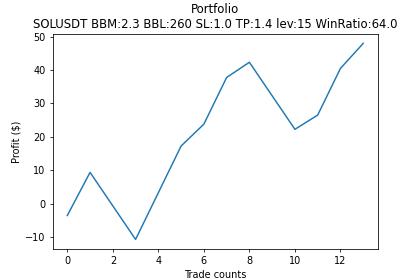 Portfolio
SOLUSDT BBM:2.3 BBL:260 SL:1.0 TP:1.4 lev:15 WinRatio:64.0
50
40
30
20
10
0
−10
Profit ($)
0 2 4 6 8 10 12
Trade counts